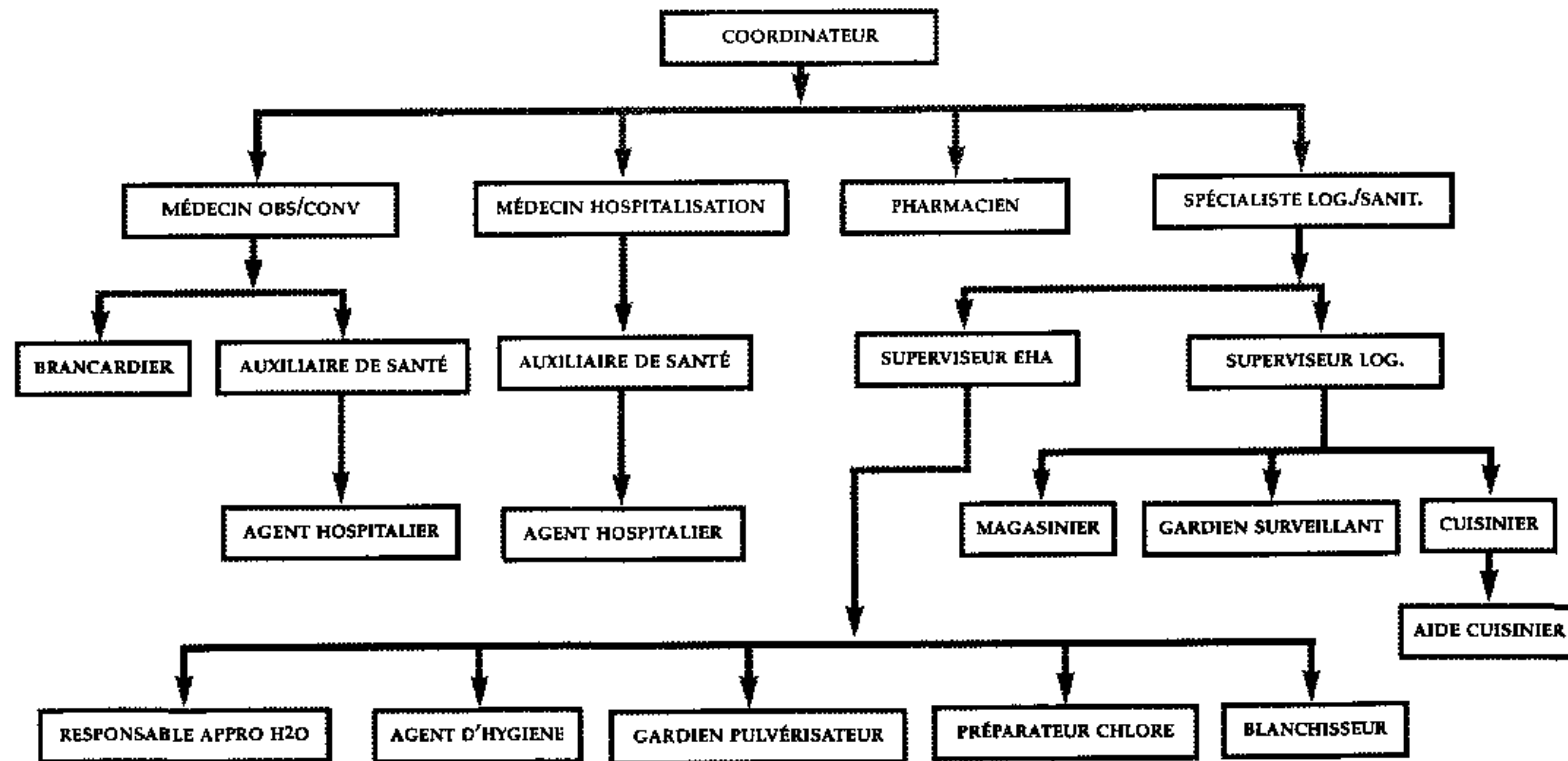 COORDINATEUR
MÉDECIN OBS/CONV
MÉDECIN HOSPITALISATION
PHARMACIEN
SPÉCIALISTE LOG./SANIT.
BRANCARDIER
AUXILIAIRE DE SANTÉ
AUXILIAIRE DE SANTÉ
SUPERVISEUR EHA
SUPERVISEUR LOG.
AGENT HOSPITALIER
AGENT HOSPITALIER
MAGASINIER
GARDIEN SURVEILLANT
CUISINIER
AIDE CUISINIER
RESPONSABLE APPRO H2O
AGENT D'HYGIENE
GARDIEN PULVÉRISATEUR
PRÉPARATEUR CHLORE
BLANCHISSEUR